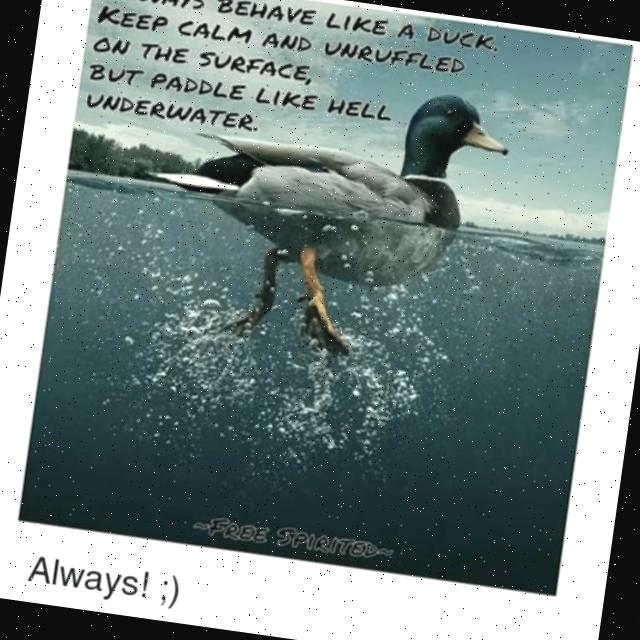 BEHAVE LIKE A DUCK.
KEEP CALM AND UNRUFFLED
ON THE SURFACE,
BUT PADDLE LIKE HELL
UNDERWATER.
~FREE SPIRITED~
Always! ;)